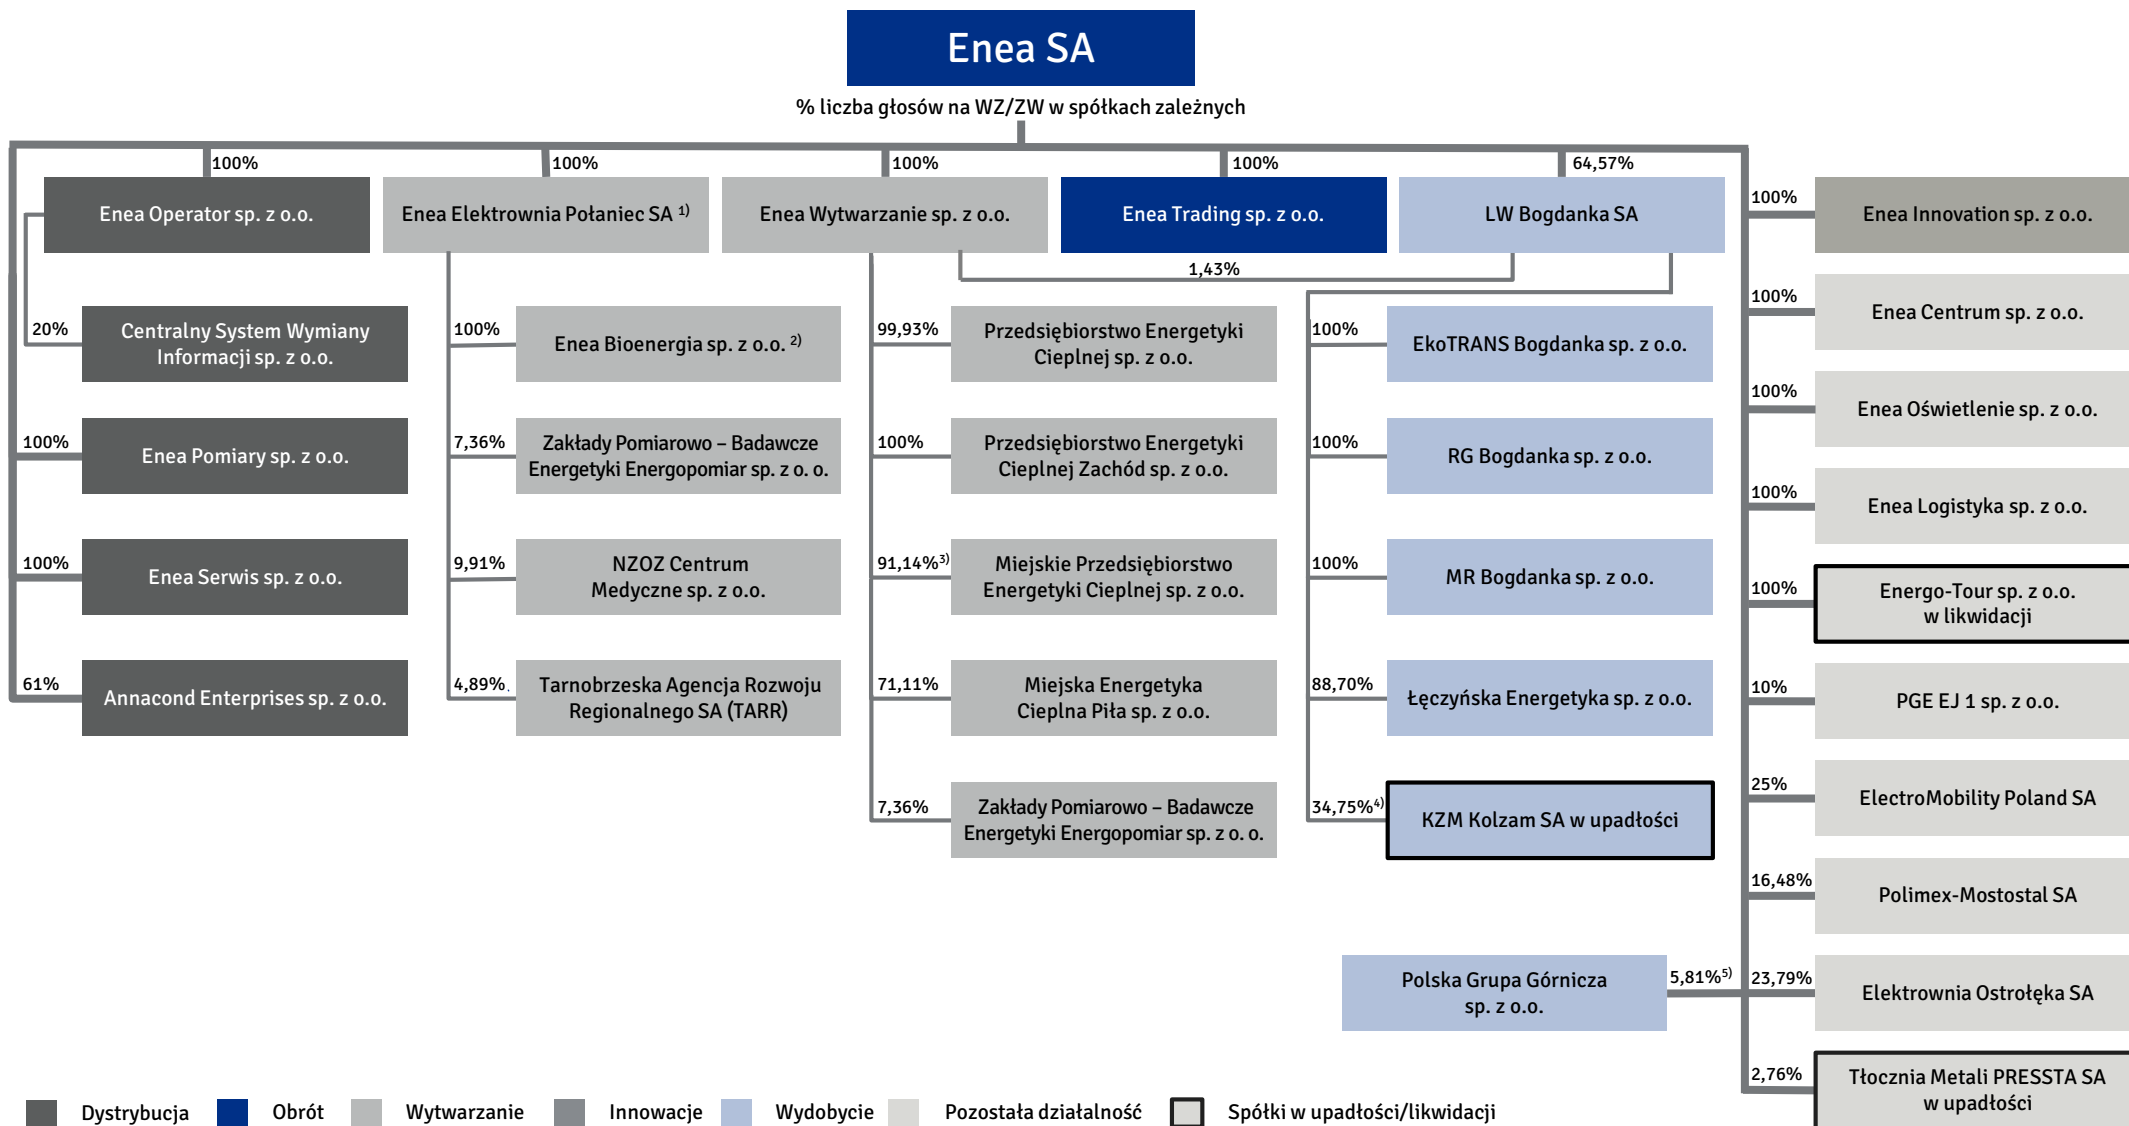 Enea SA
% liczba głosów na WZ/ZW w spółkach zależnych
100%
100%
100%
100%
64,57%
Enea Operator sp. z o.o.
Enea Elektrownia Połaniec SA 1)
Enea Wytwarzanie sp. z o.o.
Enea Trading sp. z o.o.
LW Bogdanka SA
1,43%
20%
Centralny System Wymiany
Informacji sp. z o.o.
100%
Enea Pomiary sp. z o.o.
100%
Enea Serwis sp. z o.o.
61%
Annacond Enterprises sp. z o.o.
100%
Enea Bioenergia sp. z o.o. 2)
7,36%
Zakłady Pomiarowo – Badawcze
Energetyki Energopomiar sp. z o. o.
9,91%
NZOZ Centrum
Medyczne sp. z o.o.
4,89%
Tarnobrzeska Agencja Rozwoju
Regionalnego SA (TARR)
99,93%
Przedsiębiorstwo Energetyki
Cieplnej sp. z o.o.
100%
Przedsiębiorstwo Energetyki
Cieplnej Zachód sp. z o.o.
91,14%3)
Miejskie Przedsiębiorstwo
Energetyki Cieplnej sp. z o.o.
71,11%
Miejska Energetyka
Cieplna Piła sp. z o.o.
7,36%
Zakłady Pomiarowo – Badawcze
Energetyki Energopomiar sp. z o. o.
100%
EkoTRANS Bogdanka sp. z o.o.
100%
RG Bogdanka sp. z o.o.
100%
MR Bogdanka sp. z o.o.
88,70%
Łęczyńska Energetyka sp. z o.o.
34,75%4)
KZM Kolzam SA w upadłości
100%
Enea Innovation sp. z o.o.
100%
Enea Centrum sp. z o.o.
100%
Enea Oświetlenie sp. z o.o.
100%
Enea Logistyka sp. z o.o.
100%
Energo-Tour sp. z o.o.
w likwidacji
10%
PGE EJ 1 sp. z o.o.
25%
ElectroMobility Poland SA
16,48%
Polimex-Mostostal SA
Polska Grupa Górnicza
sp. z o.o.
5,81%5)
23,79%
Elektrownia Ostrołęka SA
2,76%
Tłocznia Metali PRESSTA SA
w upadłości
Dystrybucja
Obrót
Wytwarzanie
Innowacje
Wydobycie
Pozostała działalność
Spółki w upadłości/likwidacji